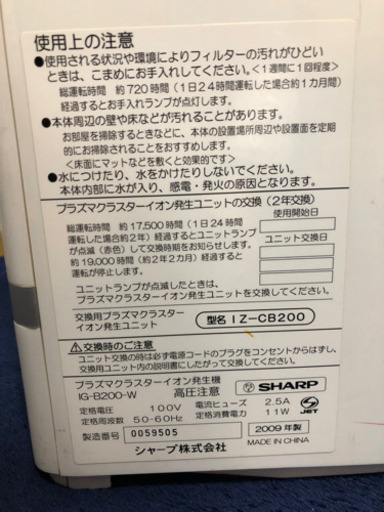 使用上の注意
●使用される状況や環境によりフィルターの汚れがひどい
ときは、こまめにお手入れしてください。<1週間に1回程度>
総運転時間 約720時間(1日24時間運転した場合約1カ月間)
経過するとお手入れランプが点灯します。
●本体周辺の壁や床などが汚れることがあります。
お部屋を掃除するときなどに、本体の設置場所周辺や設置面を定期
的にお掃除されることをおすすめします。
<床面にマットなどを敷くと効果的です>
●水につけたり、水をかけたりしないでください。
本体内部に水が入り、感電・発火の原因になります。
プラズマクラスターイオン発生ユニットの交換(2年交換)
総運転時間 約17,500時間(1日24時間
運転した場合 約2年)経過するとユニットランプ
が点滅(赤色)して交換時期をお知らせします。
約19,000時間(約2年2カ月)経過すると
運転が停止します。
使用開始日
ユニット交換日
ユニットランプが点滅したときは、
プラズマクラスターイオン発生ユニットを交換してください。
交換用プラズマクラスター
イオン発生ユニット
形名 IZ-CB200
⚠交換時のご注意
ユニット交換の時は必ず電源コードのプラグをコンセントからはずし、
交換用ユニット内の説明書にしたがって交換してください。
プラズマクラスターイオン発生機
IG-B200-W 高圧注意
SHARP
定格電圧 100V 電流ヒューズ 2.5A
定格周波数 50-60Hz 定格消費電力 11W
JET
製造番号 0059505
2009年製
MADE IN CHINA
シャープ株式会社